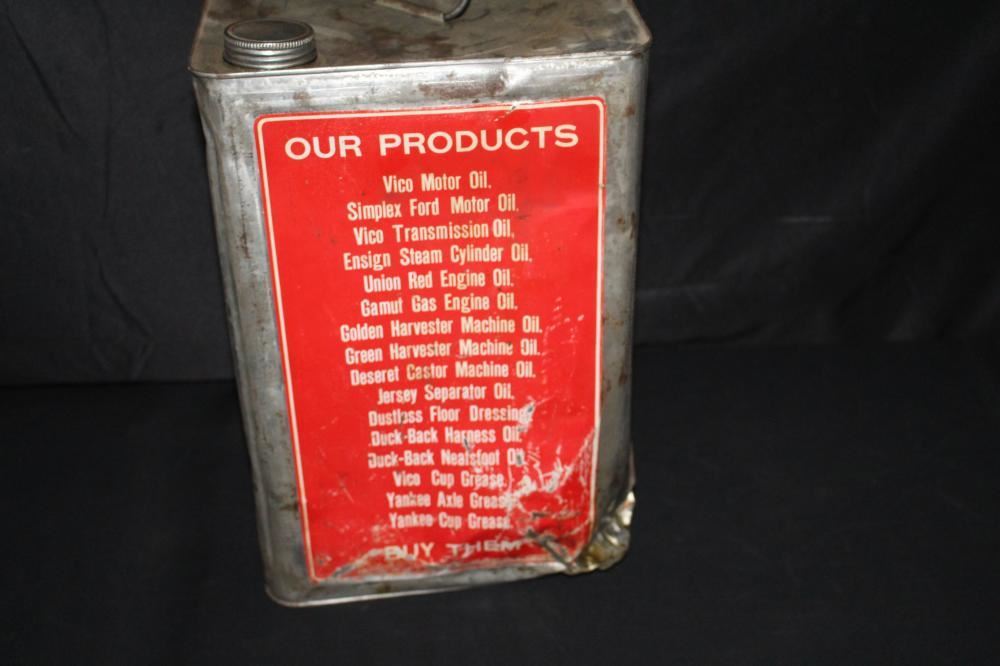 OUR PRODUCTS
Vico Motor Oil.
Simplex Ford Motor Oil.
Vico Transmission Oil.
Ensign Steam Cylinder Oil.
Union Red Engine Oil.
Gamut Gas Engine Oil.
Golden Harvester Machine Oil.
Green Harvester Machine Oil.
Deseret Castor Machine Oil.
Jersey Separator Oil.
Dustless Floor Dressing.
Duck-Back Harness Oil.
Duck-Back Neatsfoot Oil
Vico Cup Grease.
Yankee Axle Grease
Yankee Cup Grease.
BUY THEM